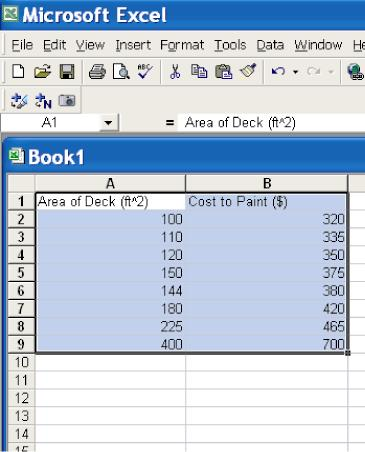 Microsoft Excel
File Edit View Insert Format Tools Data Window He
A1 = Area of Deck (ft^2)
Book1
A B
1 Area of Deck (ft^2) Cost to Paint ($)
2 100 320
3 110 335
4 120 350
5 150 375
6 144 380
7 180 420
8 225 465
9 400 700
10
11
12
13
14
15